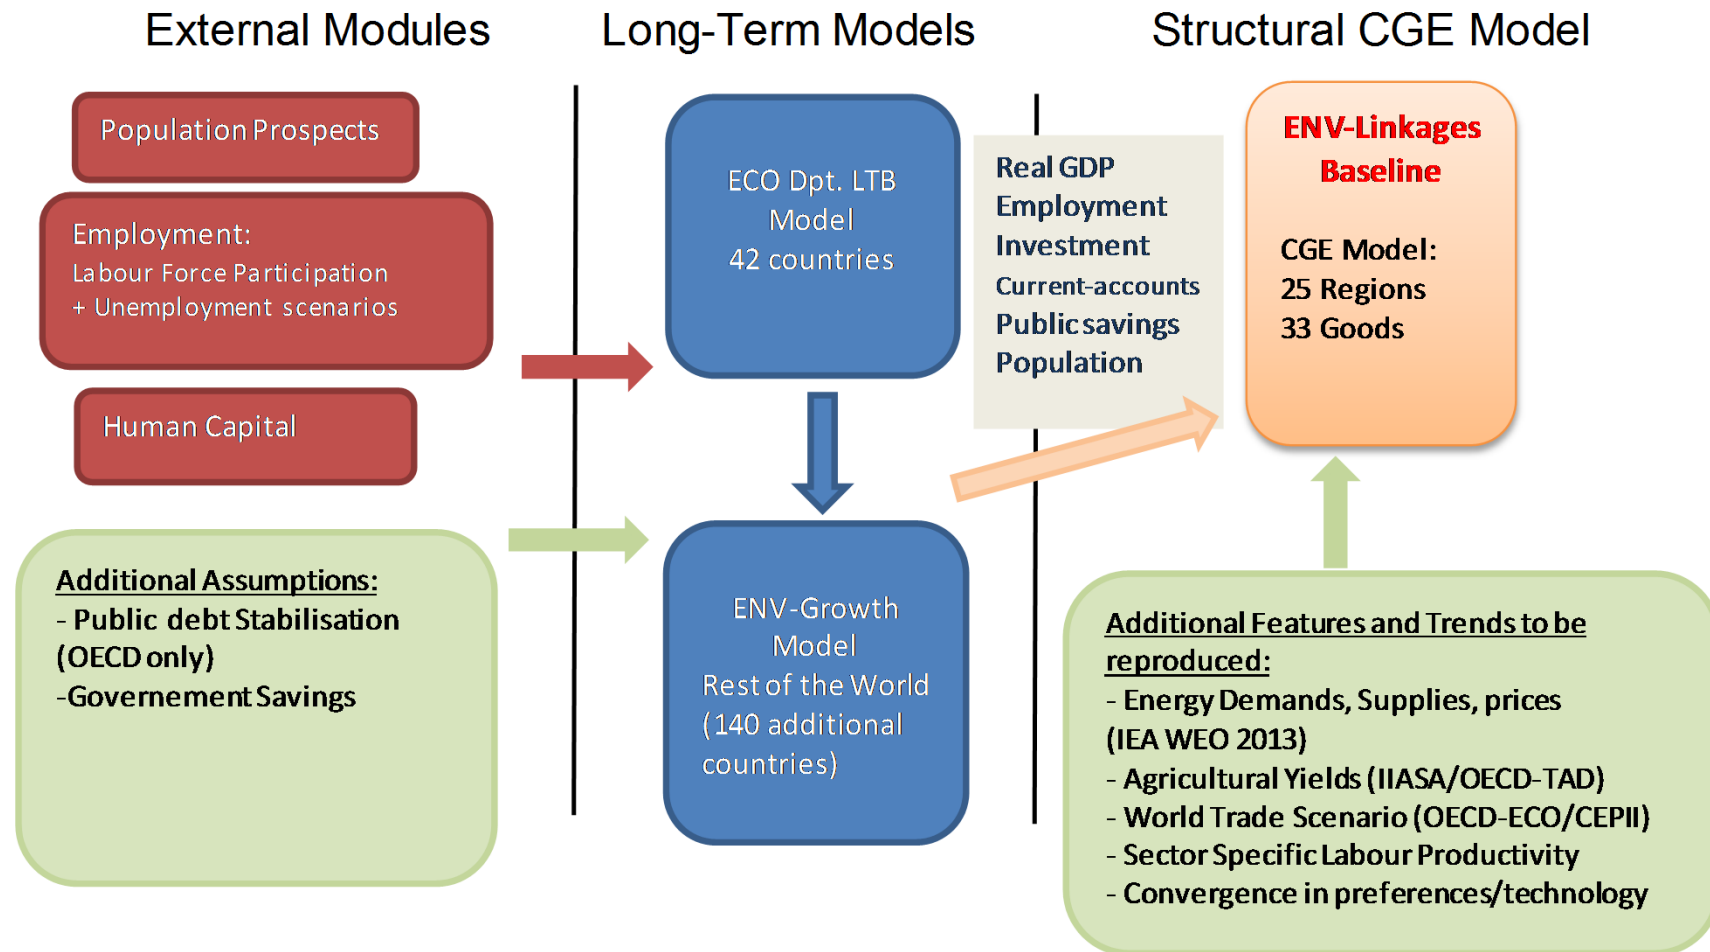 External Modules
Long-Term Models
Structural CGE Model
Population Prospects
Employment:
Labour Force Participation
+ Unemployment scenarios
Human Capital
Additional Assumptions:
- Public debt Stabilisation
(OECD only)
-Governement Savings
ECO Dpt. LTB
Model
42 countries
ENV-Growth
Model
Rest of the World
(140 additional
countries)
Real GDP
Employment
Investment
Current-accounts
Public savings
Population
ENV-Linkages
Baseline
CGE Model:
25 Regions
33 Goods
Additional Features and Trends to be
reproduced:
- Energy Demands, Supplies, prices
(IEA WEO 2013)
- Agricultural Yields (IIASA/OECD-TAD)
- World Trade Scenario (OECD-ECO/CEPII)
- Sector Specific Labour Productivity
- Convergence in preferences/technology